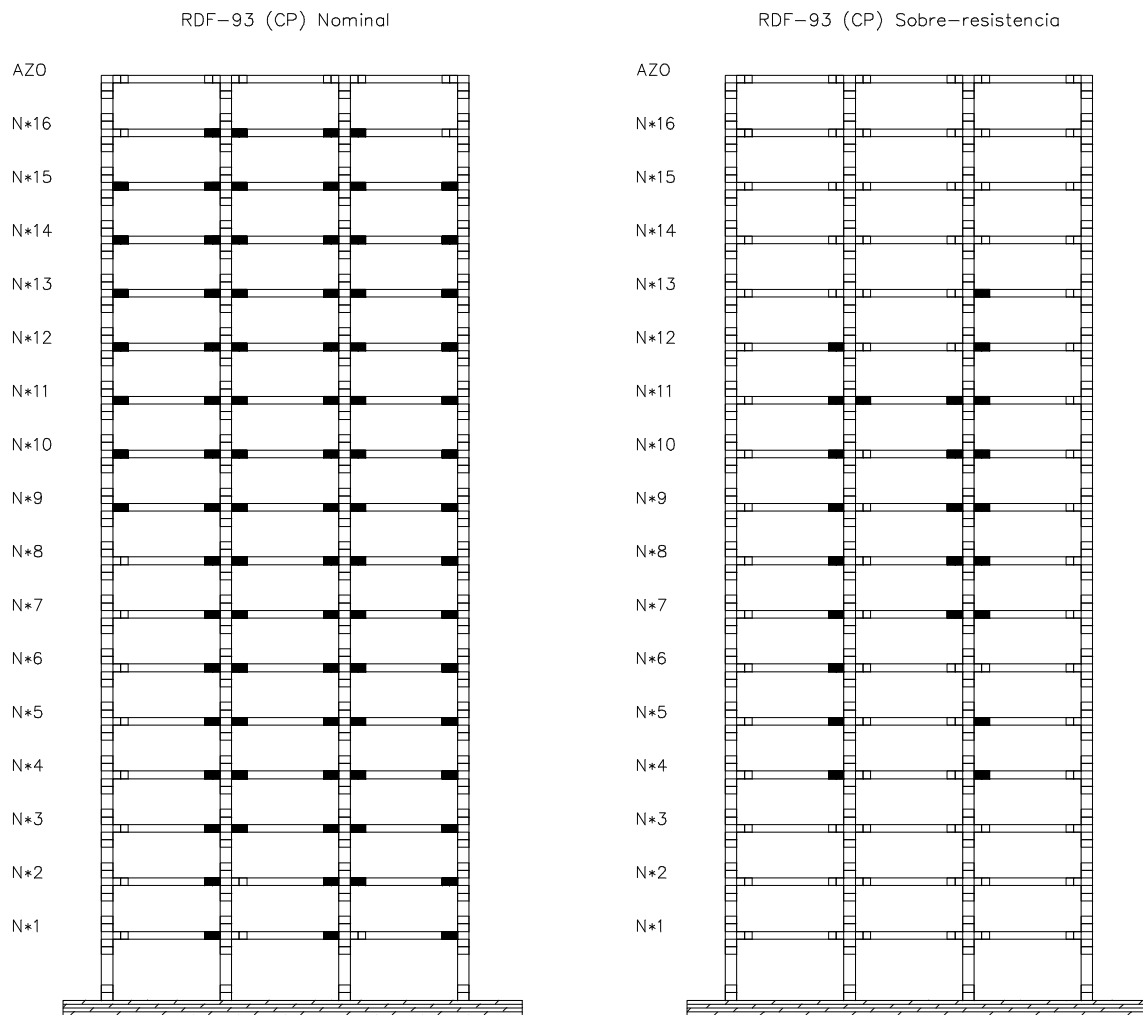 RDF-93 (CP) Nominal
AZO
N*16
N*15
N*14
N*13
N*12
N*11
N*10
N*9
N*8
N*7
N*6
N*5
N*4
N*3
N*2
N*1
RDF-93 (CP) Sobre-resistencia
AZO
N*16
N*15
N*14
N*13
N*12
N*11
N*10
N*9
N*8
N*7
N*6
N*5
N*4
N*3
N*2
N*1